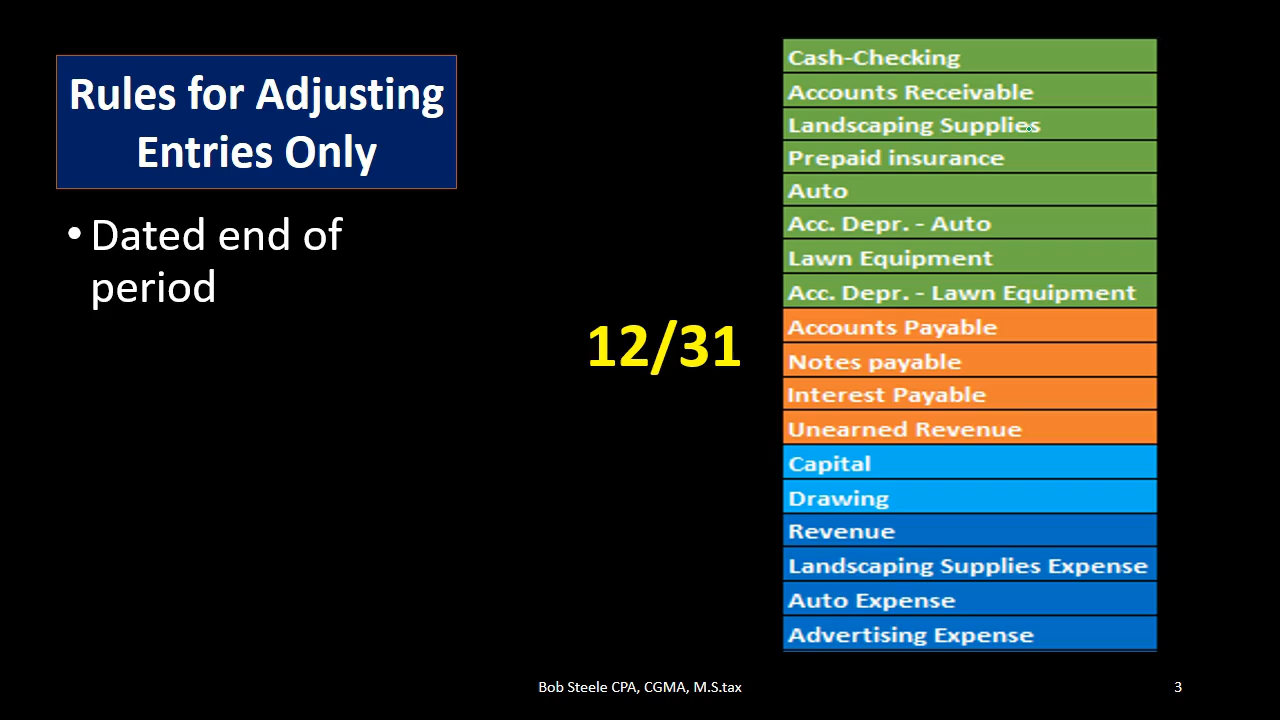 Rules for Adjusting
Entries Only
• Dated end of
period
12/31
Cash-Checking
Accounts Receivable
Landscaping Supplies
Prepaid insurance
Auto
Acc. Depr. - Auto
Lawn Equipment
Acc. Depr. - Lawn Equipment
Accounts Payable
Notes payable
Interest Payable
Unearned Revenue
Capital
Drawing
Revenue
Landscaping Supplies Expense
Auto Expense
Advertising Expense
Bob Steele CPA, CGMA, M.S.tax
3